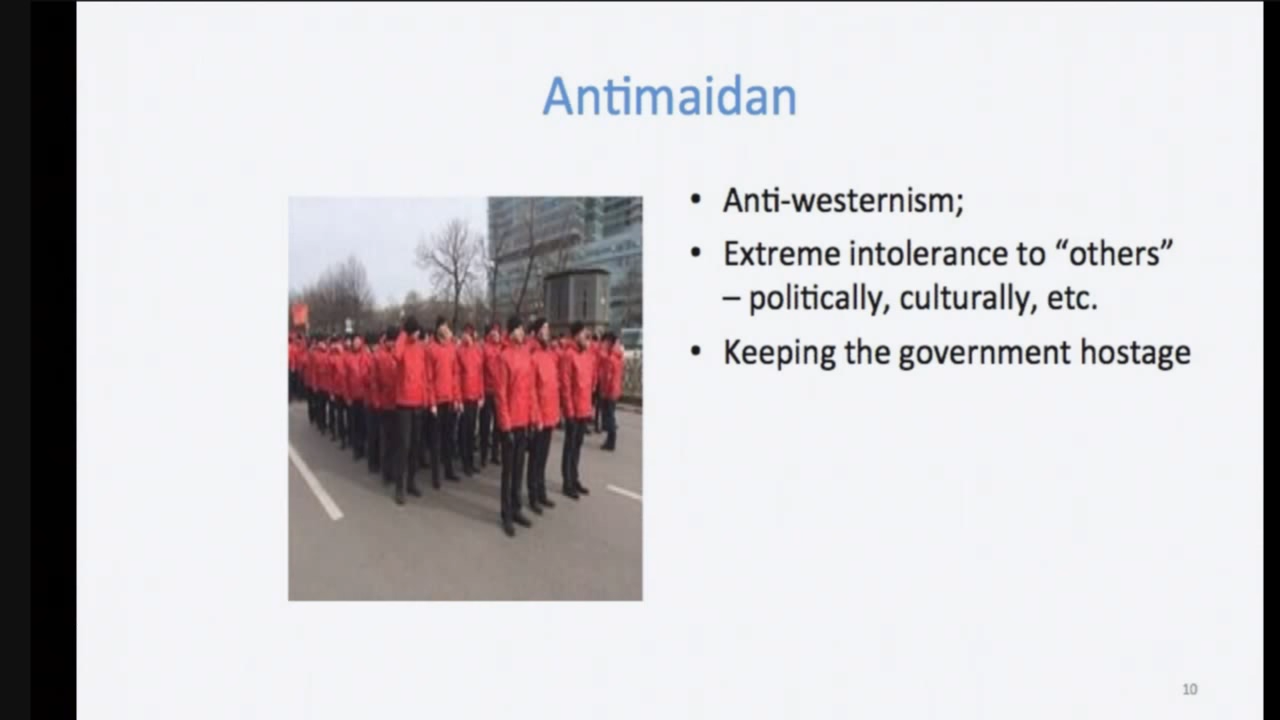 Antimaidan
• Anti-westernism;
• Extreme intolerance to “others”
– politically, culturally, etc.
• Keeping the government hostage
10